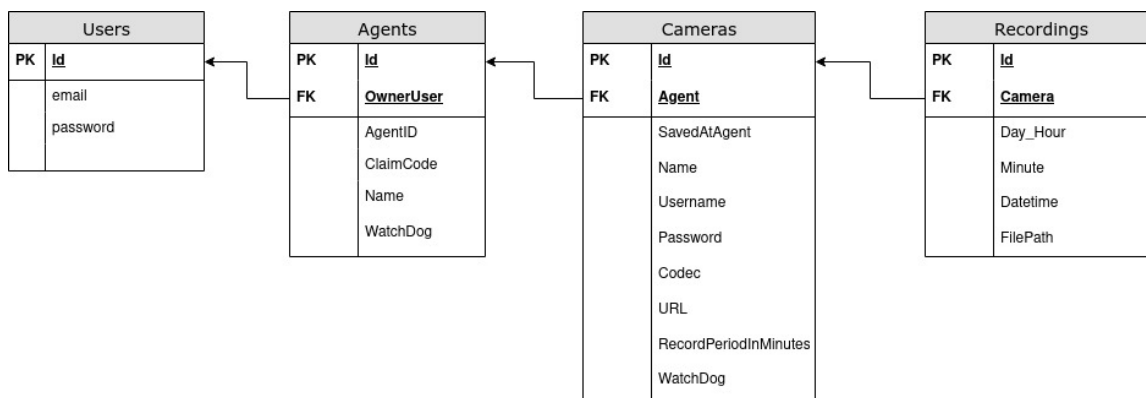 Users
PK Id
email
password
Agents
PK Id
FK OwnerUser
AgentID
ClaimCode
Name
WatchDog
Cameras
PK Id
FK Agent
SavedAtAgent
Name
Username
Password
Codec
URL
RecordPeriodInMinutes
WatchDog
Recordings
PK Id
FK Camera
Day_Hour
Minute
Datetime
FilePath